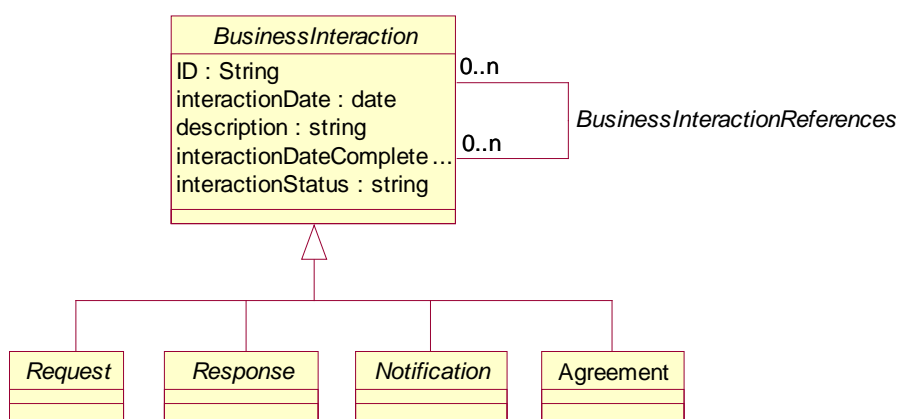 BusinessInteraction
ID : String
interactionDate : date
description : string
interactionDateComplete ...
interactionStatus : string
0..n
BusinessInteractionReferences
0..n
Request
Response
Notification
Agreement